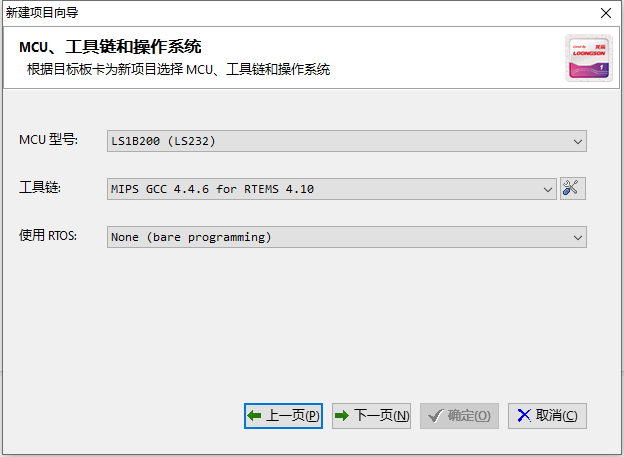 新建项目向导
MCU、工具链和操作系统
根据目标板卡为新项目选择 MCU、工具链和操作系统
LOONGSON
MCU 型号:
LS1B200 (LS232)
工具链:
MIPS GCC 4.4.6 for RTEMS 4.10
使用 RTOS:
None (bare programming)
上一页(P) 下一页(N) 确定(O) 取消(C)